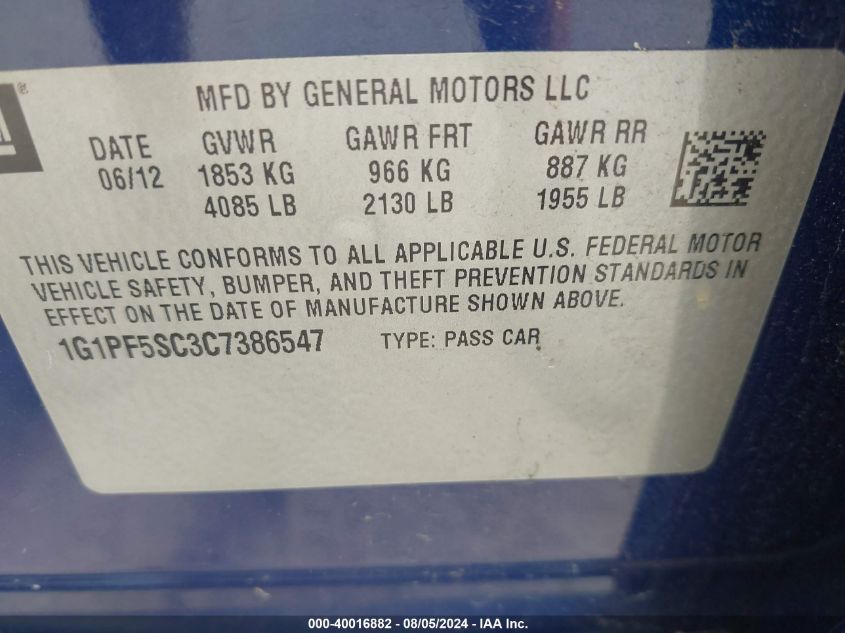 MFD BY GENERAL MOTORS LLC
DATE GVWR GAWR FRT GAWR RR
06/12 1853 KG 966 KG 887 KG
4085 LB 2130 LB 1955 LB
THIS VEHICLE CONFORMS TO ALL APPLICABLE U.S. FEDERAL MOTOR
VEHICLE SAFETY, BUMPER, AND THEFT PREVENTION STANDARDS IN
EFFECT ON THE DATE OF MANUFACTURE SHOWN ABOVE.
1G1PF5SC3C7386547 TYPE: PASS CAR
000-40016882 - 08/05/2024 - IAA Inc.